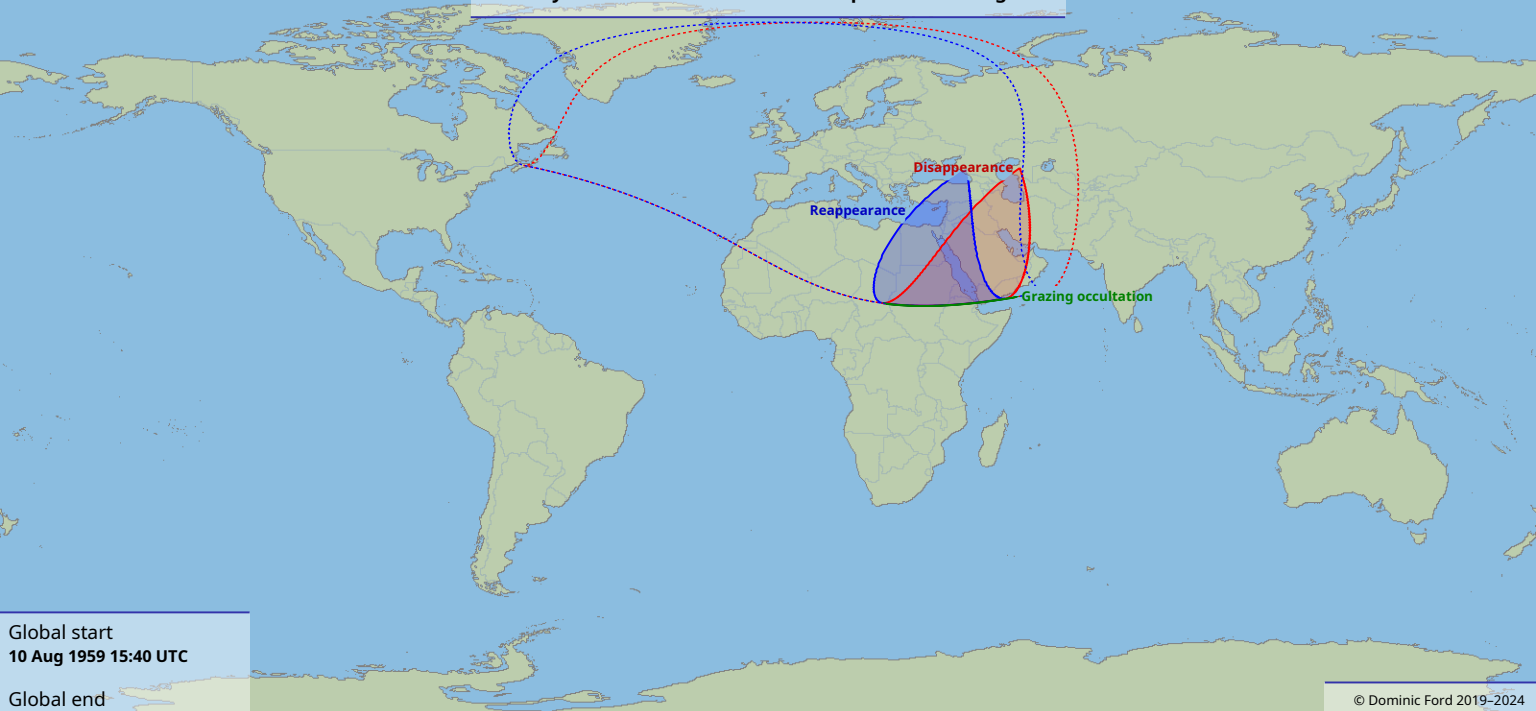 Disappearance
Reappearance
Grazing occultation
Global start
10 Aug 1959 15:40 UTC
Global end
© Dominic Ford 2019–2024